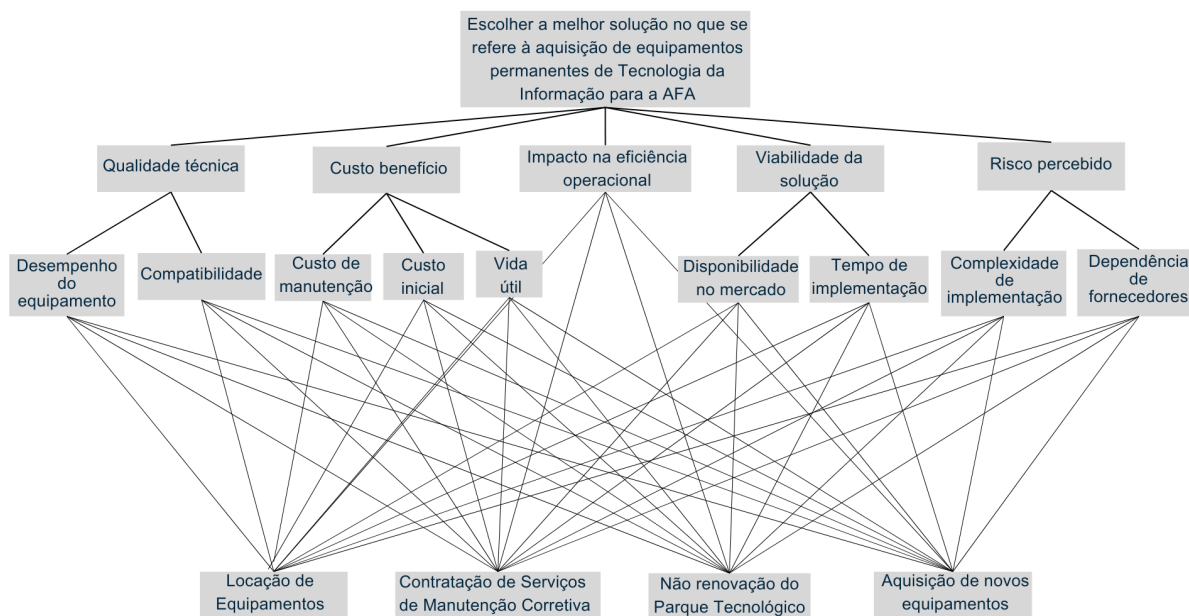 Escolher a melhor solução no que se
refere à aquisição de equipamentos
permanentes de Tecnologia da
Informação para a AFA
Qualidade técnica
Custo benefício
Impacto na eficiência
operacional
Viabilidade da
solução
Risco percebido
Desempenho
do
equipamento
Compatibilidade
Custo de
manutenção
Custo
inicial
Vida
útil
Disponibilidade
no mercado
Tempo de
implementação
Complexidade
de
implementação
Dependência
de
fornecedores
Locação de
Equipamentos
Contratação de Serviços
de Manutenção Corretiva
Não renovação do
Parque Tecnológico
Aquisição de novos
equipamentos